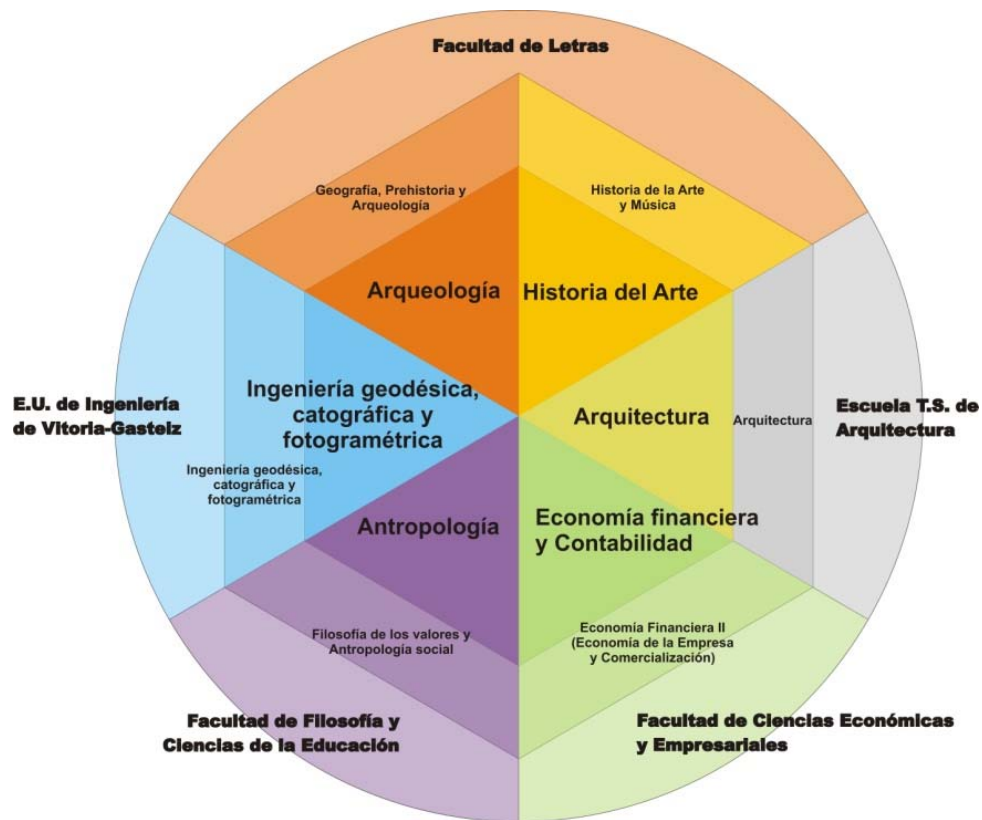 Facultad de Letras
Geografía, Prehistoria y
Arqueología
Historia de la Arte
y Música
Arqueología
Historia del Arte
E.U. de Ingeniería
de Vitoria-Gasteiz
Ingeniería geodésica,
catográfica y
fotogramétrica
Ingeniería geodésica,
catográfica y
fotogramétrica
Arquitectura
Arquitectura
Escuela T.S. de
Arquitectura
Antropología
Economía financiera
y Contabilidad
Filosofía de los valores y
Antropología social
Economía Financiera II
(Economía de la Empresa
y Comercialización)
Facultad de Filosofía y
Ciencias de la Educación
Facultad de Ciencias Económicas
y Empresariales